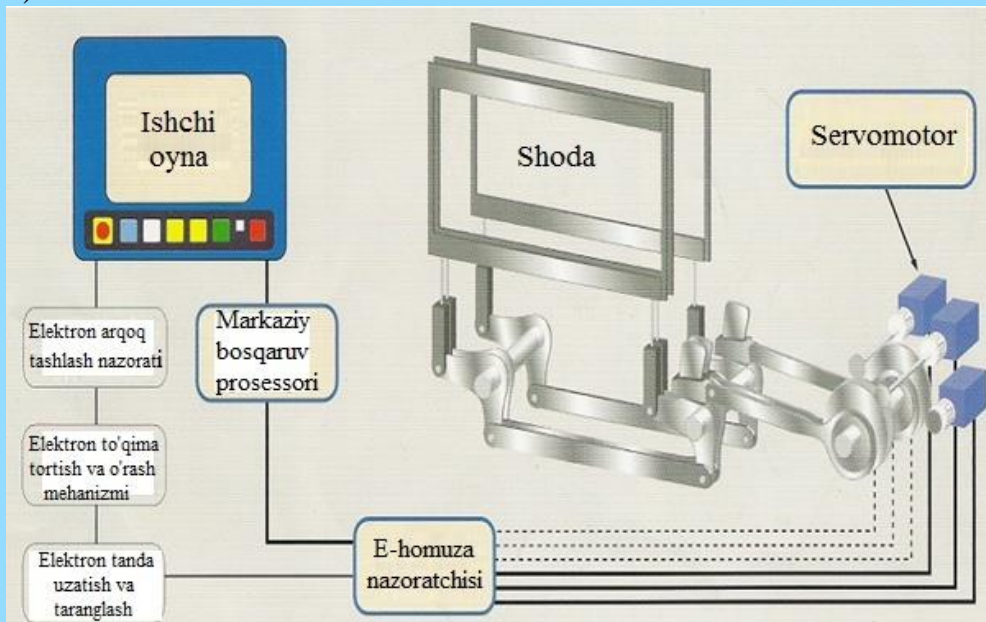 Ishchi
oyna
Shoda
Servomotor
Elektron arqoq
tashlash nazorati
Markaziy
bosqaruv
prosessori
Elektron to'qima
tortish va o'rash
mehanizmi
Elektron tanda
uzatish va
taranglash
E-homuza
nazoratchisi